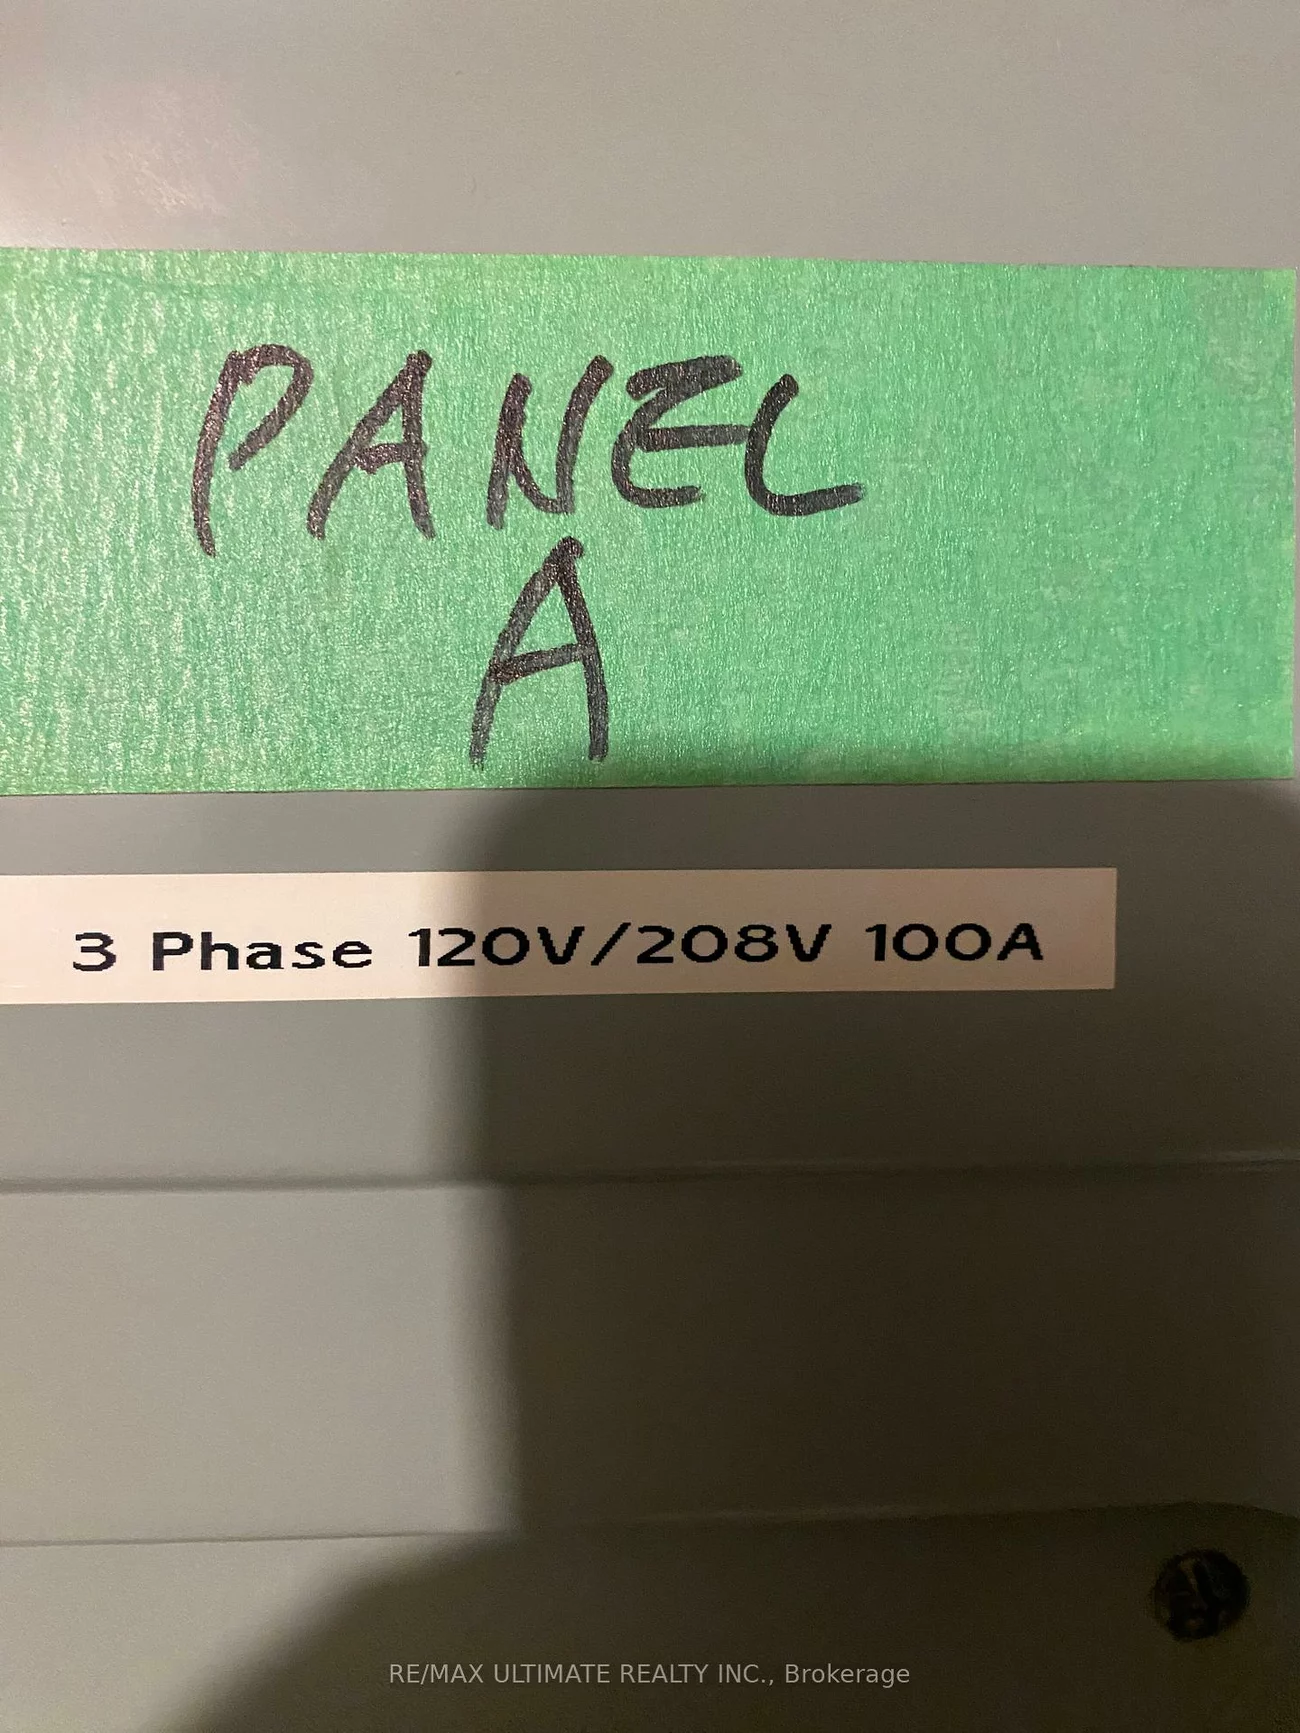 PANEL
A
3 Phase 120V/208V 100A
RE/MAX ULTIMATE REALTY INC., Brokerage